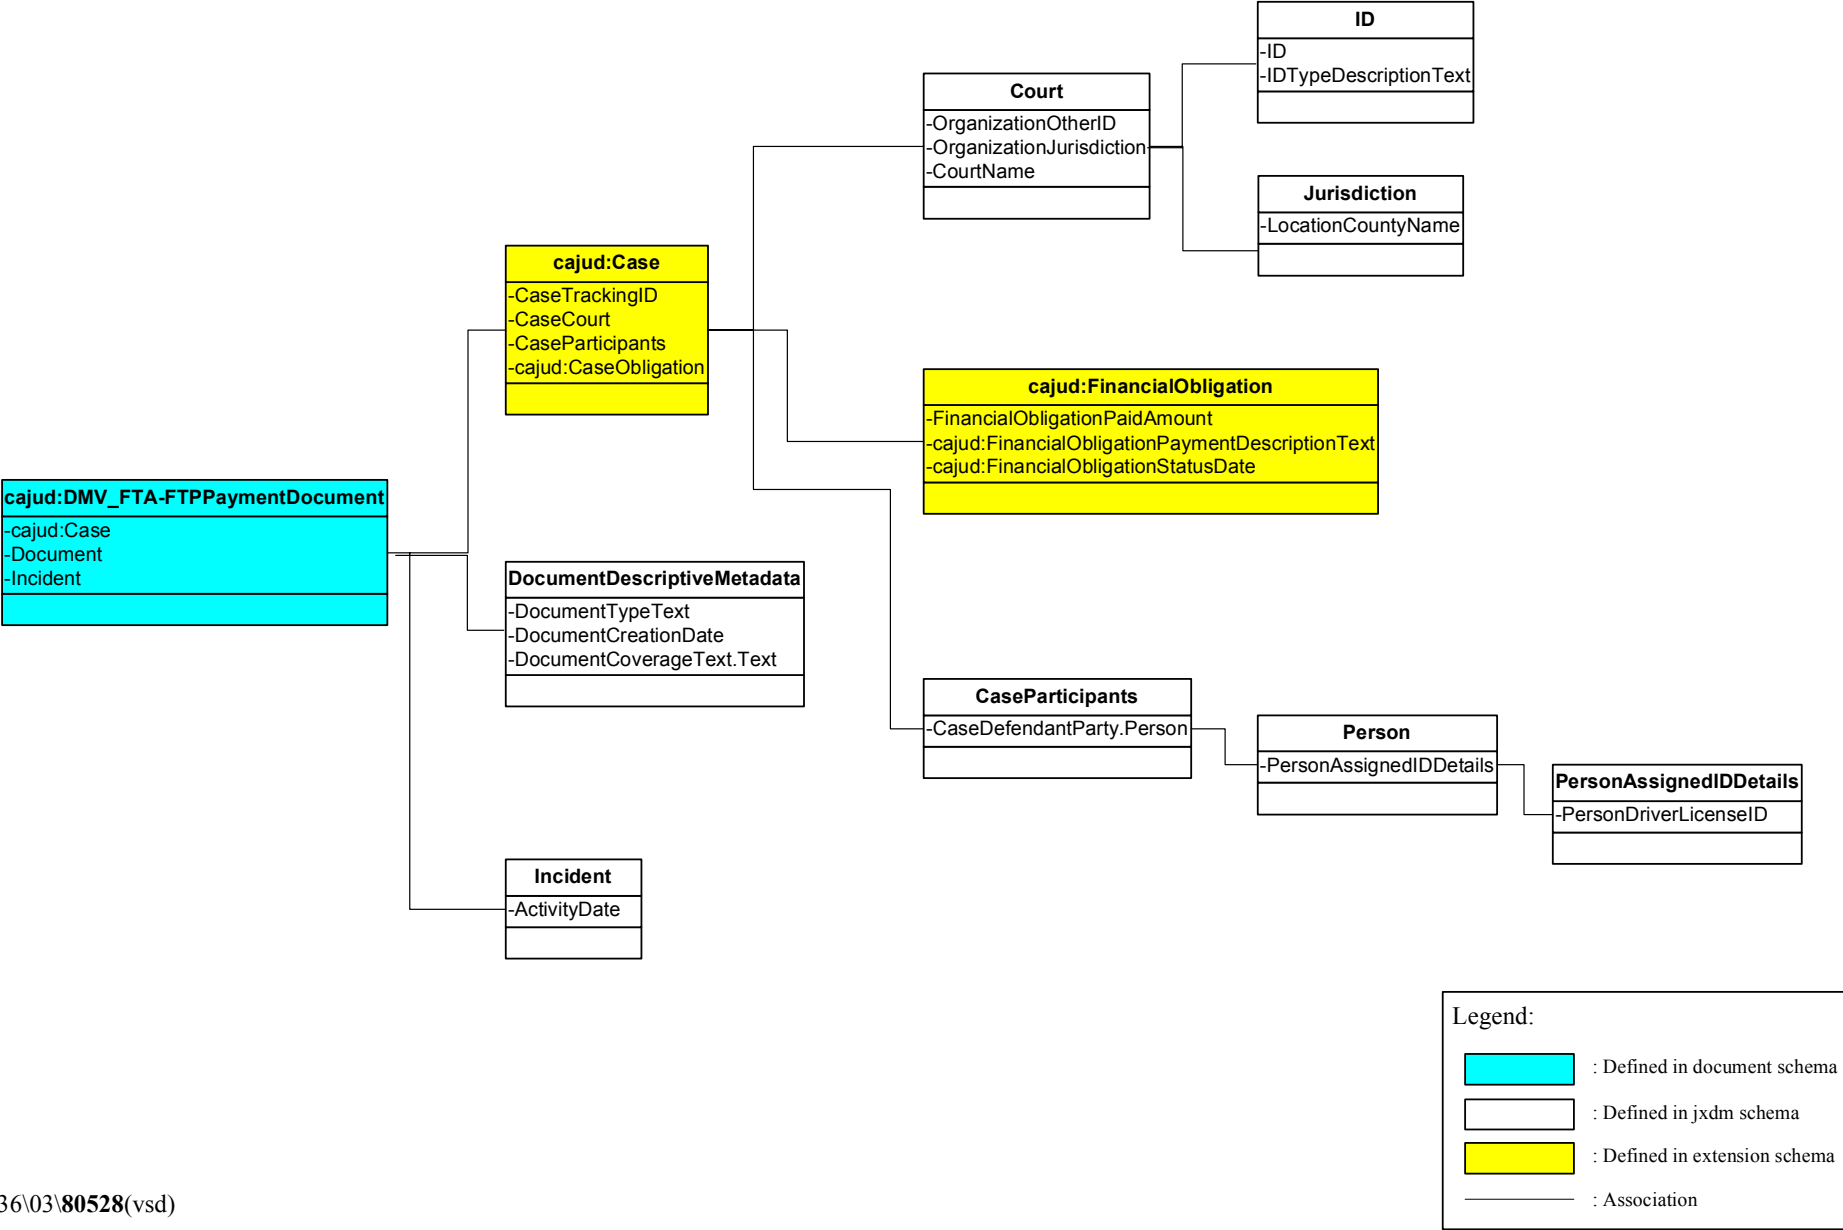 ID
-ID
-IDTypeDescriptionText
Court
-OrganizationOtherID
-OrganizationJurisdiction
-CourtName
Jurisdiction
-LocationCountyName
cajud:Case
-CaseTrackingID
-CaseCourt
-CaseParticipants
-cajud:CaseObligation
cajud:FinancialObligation
-FinancialObligationPaidAmount
-cajud:FinancialObligationPaymentDescriptionText
-cajud:FinancialObligationStatusDate
cajud:DMV_FTA-FTPPaymentDocument
-cajud:Case
-Document
-Incident
DocumentDescriptiveMetadata
-DocumentTypeText
-DocumentCreationDate
-DocumentCoverageText.Text
CaseParticipants
-CaseDefendantParty.Person
Person
-PersonAssignedIDDetails
PersonAssignedIDDetails
-PersonDriverLicenseID
Incident
-ActivityDate
Legend:
: Defined in document schema
: Defined in jxdm schema
: Defined in extension schema
: Association
36\03\80528(vsd)